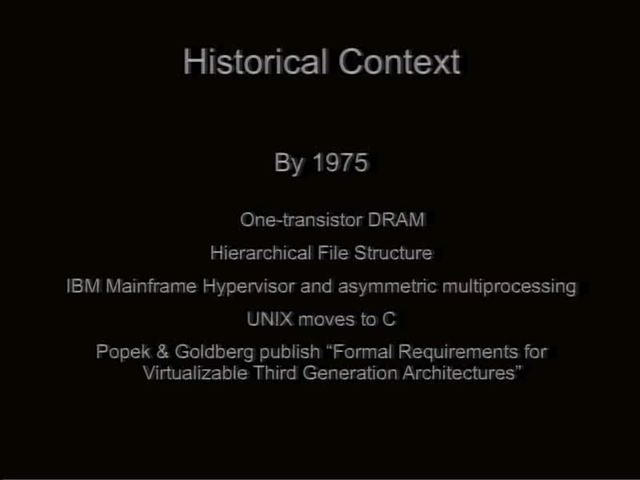 Historical Context
By 1975
One-transistor DRAM
Hierarchical File Structure
IBM Mainframe Hypervisor and asymmetric multiprocessing
UNIX moves to C
Popek & Goldberg publish “Formal Requirements for
Virtualizable Third Generation Architectures”